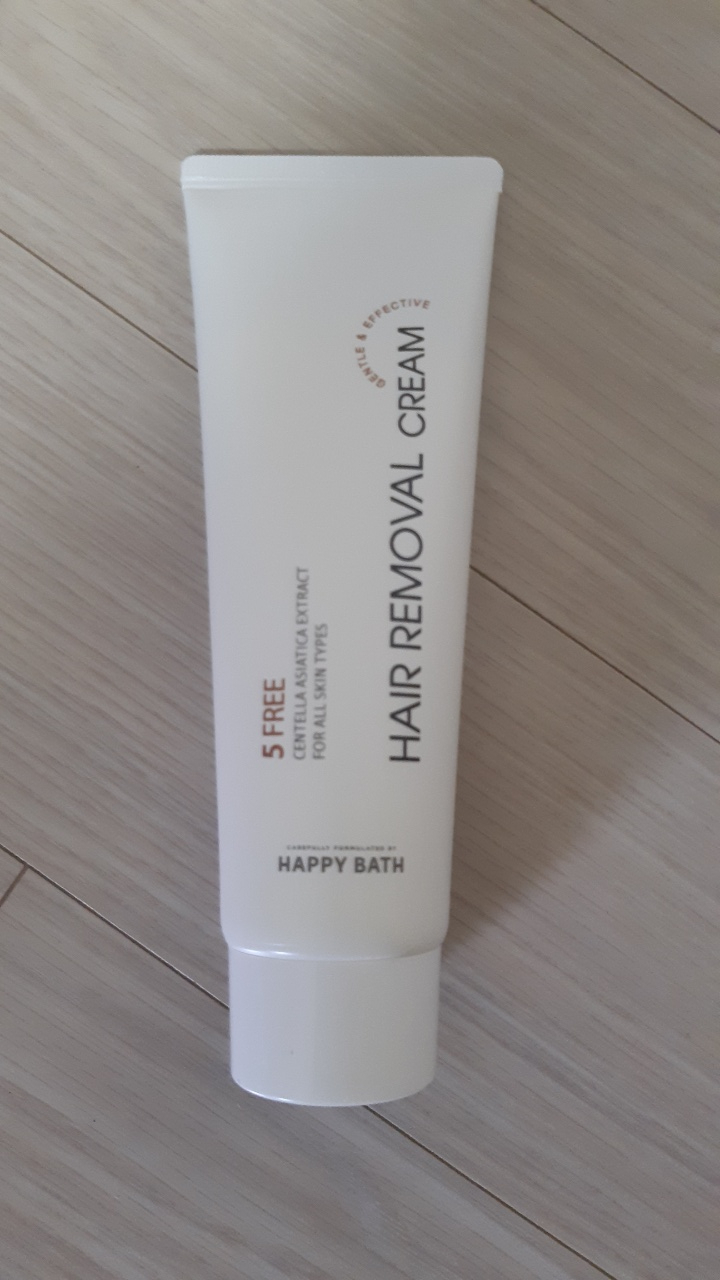 GENTLE & EFFECTIVE
HAIR REMOVAL CREAM
5 FREE
CENTELLA ASIATICA EXTRACT
FOR ALL SKIN TYPES
CAREFULLY FORMULATED BY
HAPPY BATH